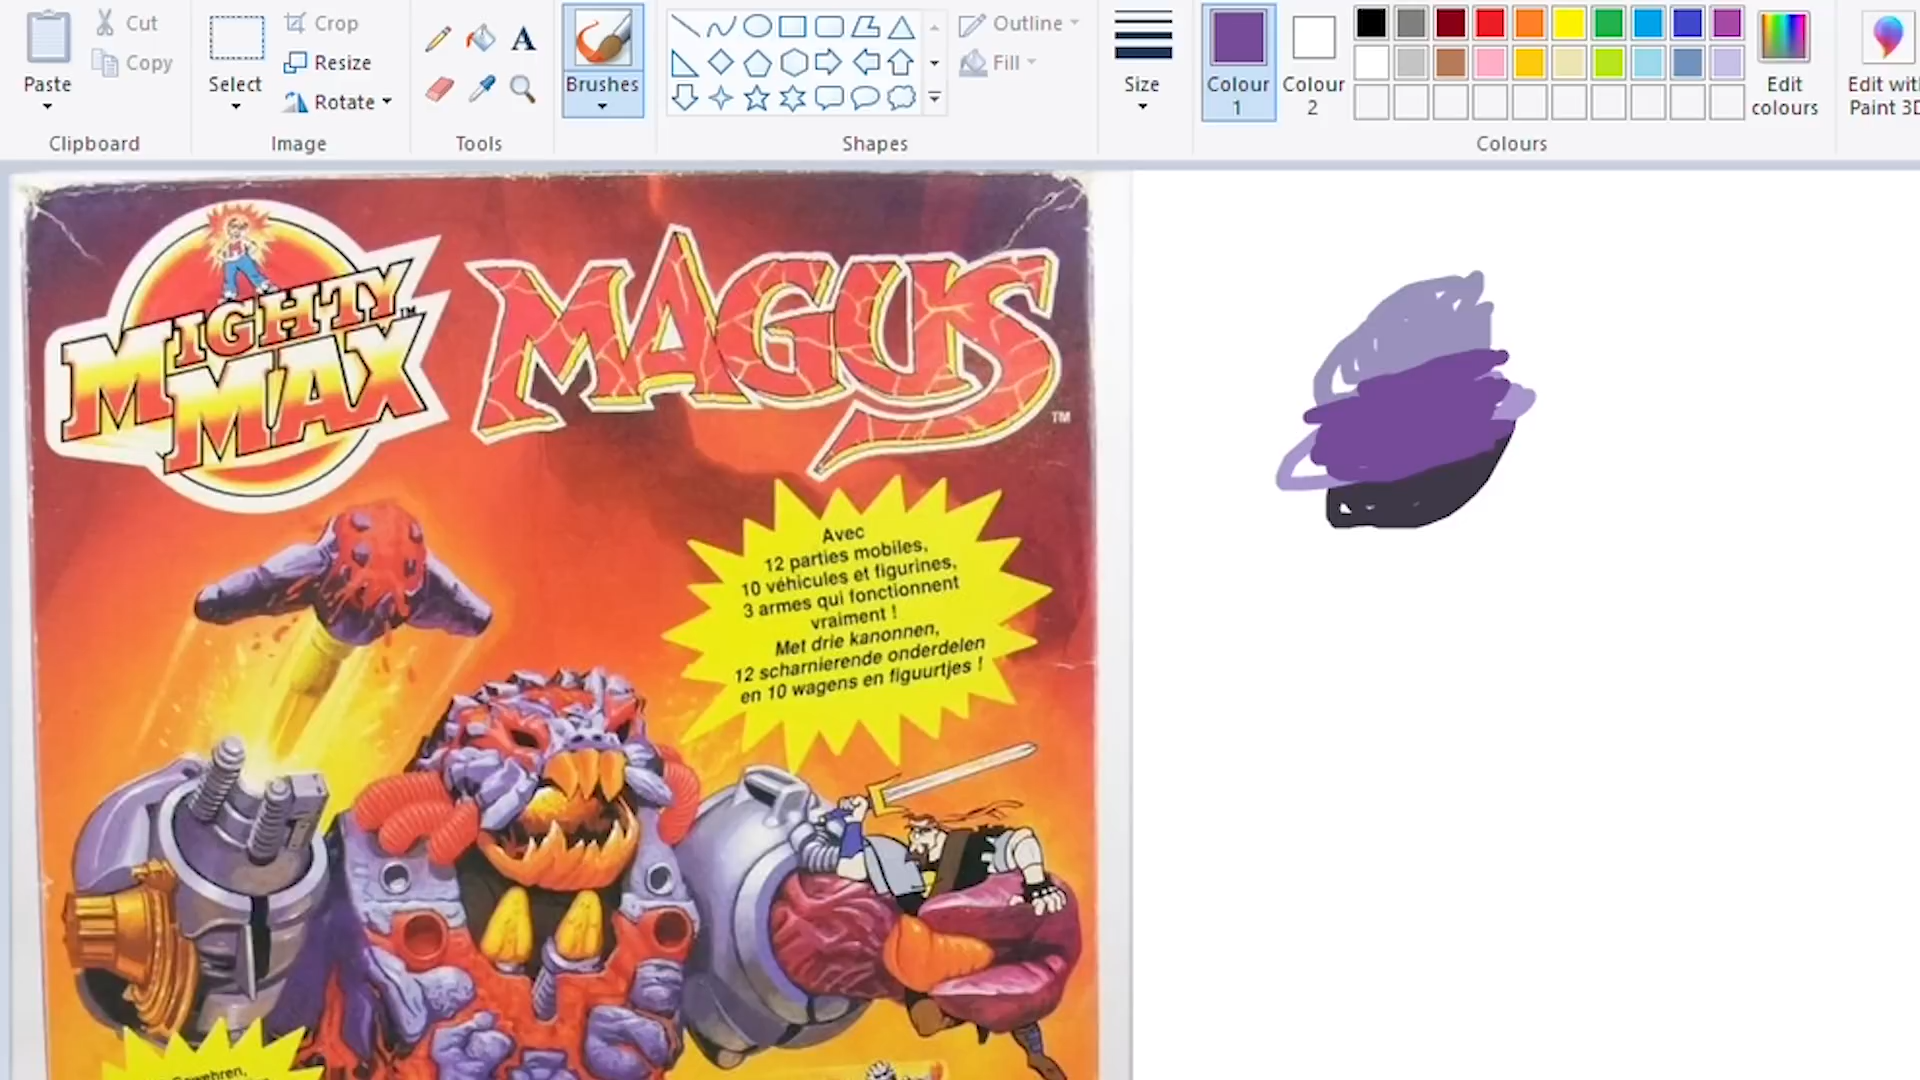 Paste
Cut
Copy
Clipboard
Select
Crop
Resize
Rotate
Image
A
Tools
Brushes
Outline
Fill
Shapes
Size
Colour
1
Colour
2
Edit
colours
Colours
Edit
Paint
MIGHTY
MAX
TM
MAGUS
TM
Avec
12 parties mobiles,
10 véhicules et figurines,
3 armes qui fonctionnent
vraiment !
Met drie kanonnen,
12 scharnierende onderdelen
en 10 wagens en figuurtjes !